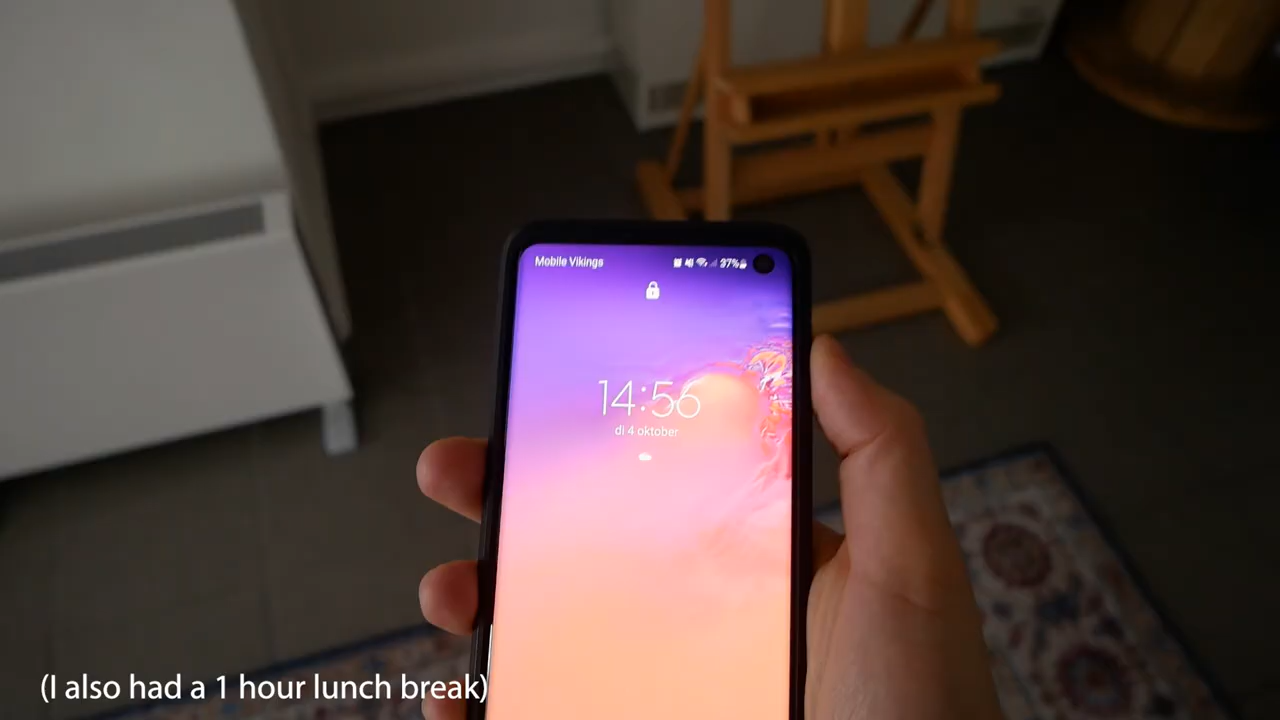 Mobile Vikings 37%
14:56
di 4 oktober
(I also had a 1 hour lunch break)